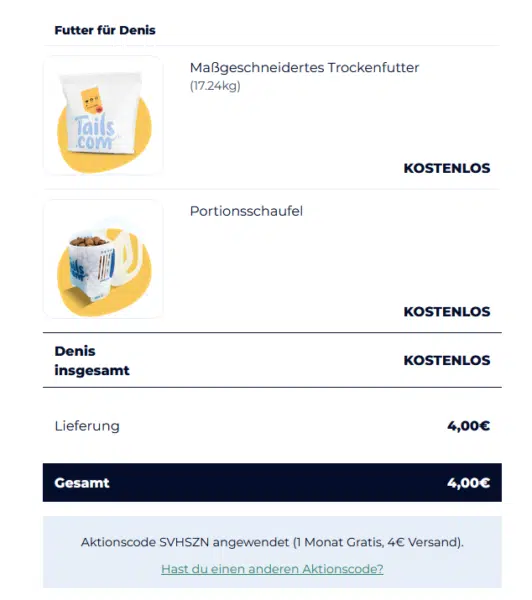 Futter für Denis
Maßgeschneidertes Trockenfutter
(17.24kg)
Tails
.com
KOSTENLOS
Portionsschaufel
KOSTENLOS
Denis
insgesamt
KOSTENLOS
Lieferung
4,00€
Gesamt
4,00€
Aktionscode SVHSZN angewendet (1 Monat Gratis, 4€ Versand).
Hast du einen anderen Aktionscode?